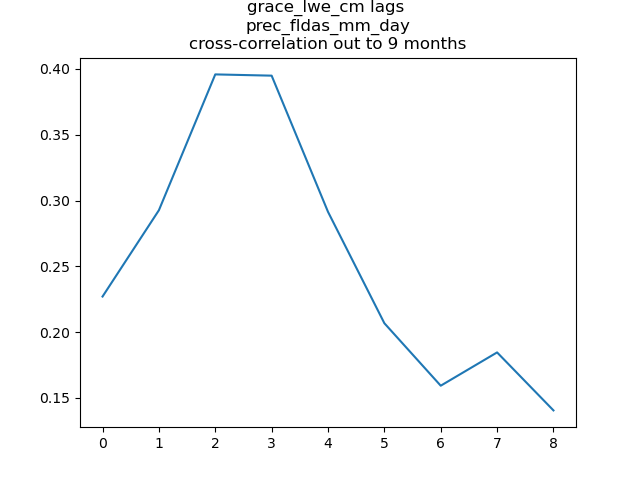 grace_lwe_cm lags
prec_fldas_mm_day
cross-correlation out to 9 months
0.40
0.35
0.30
0.25
0.20
0.15
0 1 2 3 4 5 6 7 8